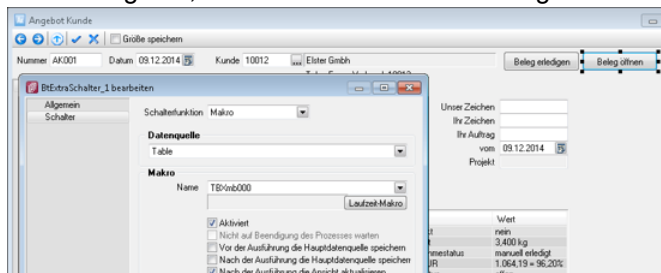 Angebot Kunde
Größe speichern
Nummer AK001 Datum 09.12.2014 Kunde 10012 ... Elster Gmbh Beleg erledigen Beleg öffnen
BtExtraSchalter_1 bearbeiten
Allgemein
Schalter
Schalterfunktion Makro
Datenquelle
Table
Makro
Name TBXmb000
Laufzeit-Makro
Aktiviert
Nicht auf Beendigung des Prozesses warten
Vor der Ausführung die Hauptdatenquelle speichern
Nach der Ausführung die Hauptdatenquelle speichern
Nach der Ausführung die Ansicht aktualisieren
Unser Zeichen
Ihr Zeichen
Ihr Auftrag
vom 09.12.2014
Projekt
Wert
nein
3,400 kg
manuell erledigt
1.064,19 = 96,20%